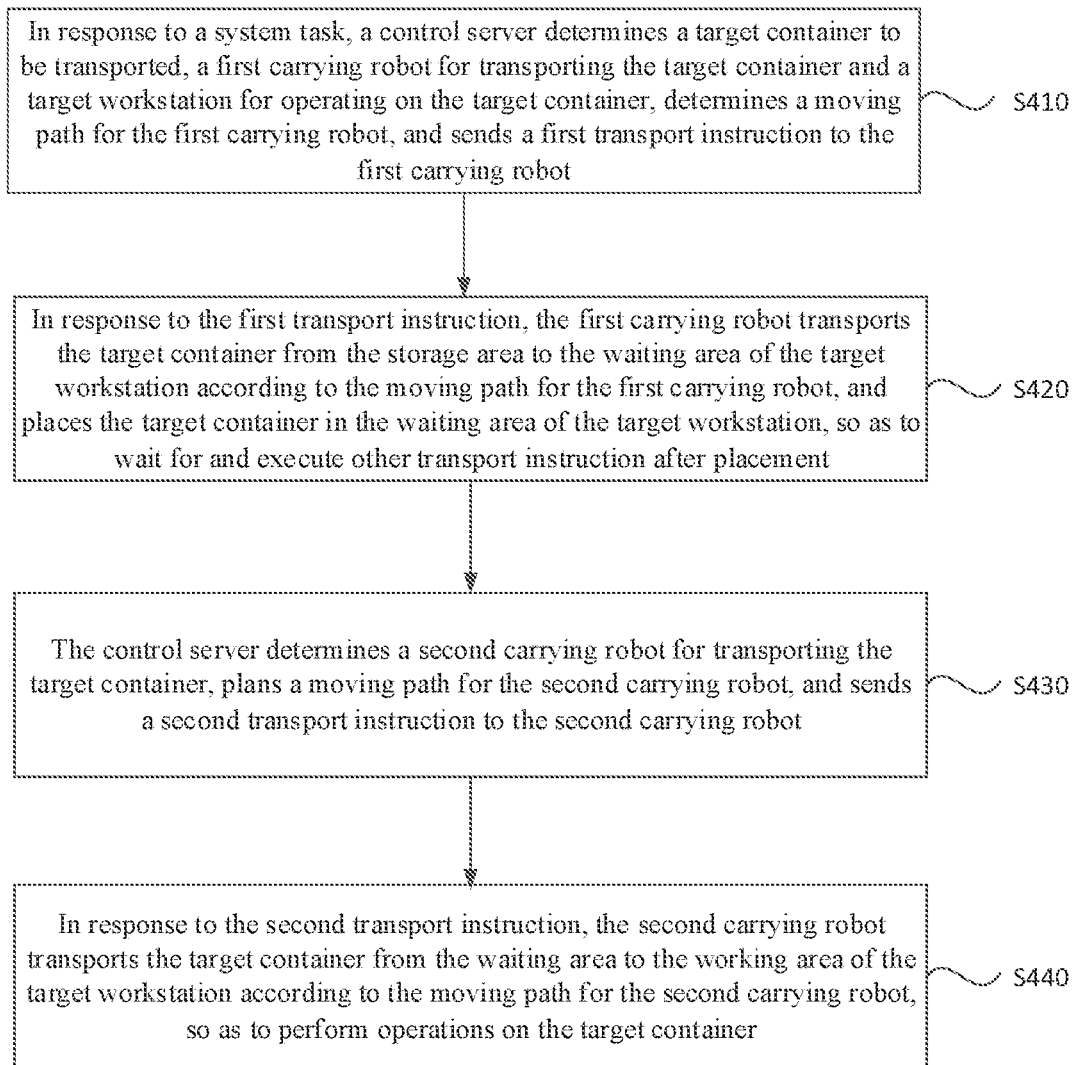 In response to a system task, a control server determines a target container to
be transported, a first carrying robot for transporting the target container and a
target workstation for operating on the target container, determines a moving
path for the first carrying robot, and sends a first transport instruction to the
first carrying robot
S410
In response to the first transport instruction, the first carrying robot transports
the target container from the storage area to the waiting area of the target
workstation according to the moving path for the first carrying robot, and
places the target container in the waiting area of the target workstation, so as to
wait for and execute other transport instruction after placement
S420
The control server determines a second carrying robot for transporting the
target container, plans a moving path for the second carrying robot, and sends
a second transport instruction to the second carrying robot
S430
In response to the second transport instruction, the second carrying robot
transports the target container from the waiting area to the working area of the
target workstation according to the moving path for the second carrying robot,
so as to perform operations on the target container
S440